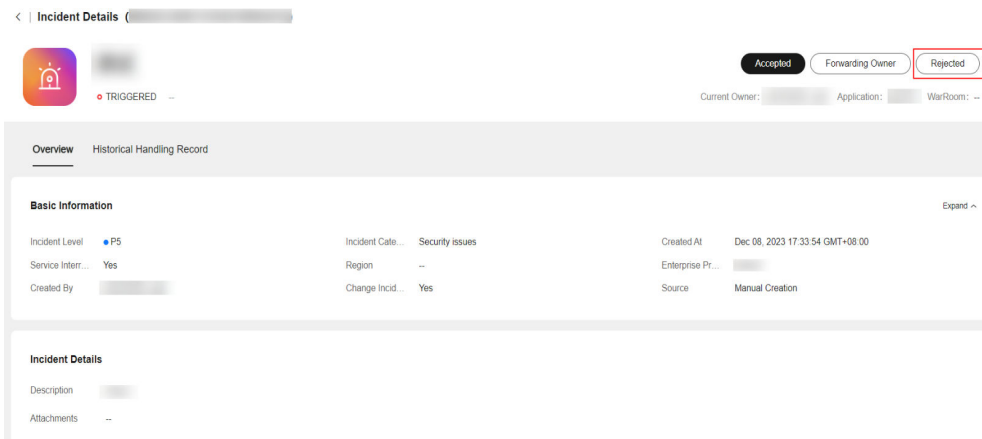 < | Incident Details (
Accepted Forwarding Owner Rejected
TRIGGERED --
Current Owner: Application: WarRoom: --
Overview Historical Handling Record
Basic Information Expand
Incident Level P5 Incident Cate... Security issues Created At Dec 08, 2023 17:33:54 GMT+08:00
Service Interr... Yes Region -- Enterprise Pr...
Created By Change Incid... Yes Source Manual Creation
Incident Details
Description
Attachments --